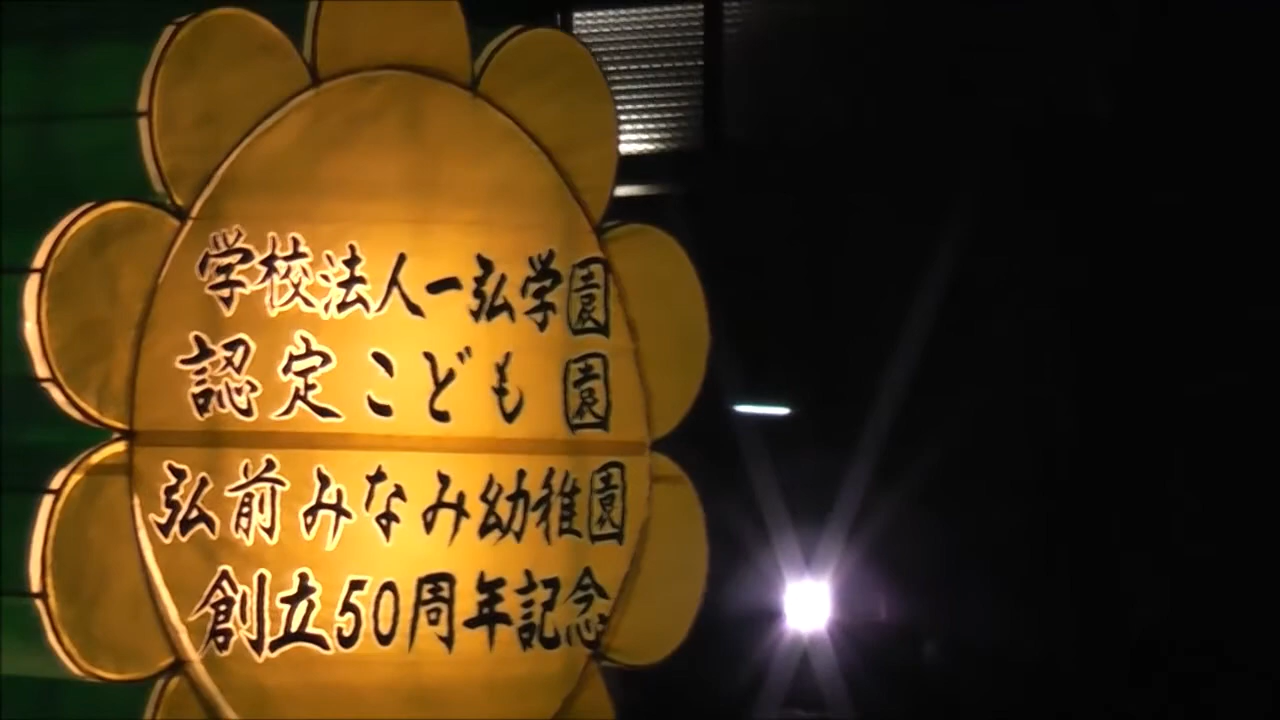 学校法人一弘学園
認定こども園
弘前みなみ幼稚園
創立50周年記念